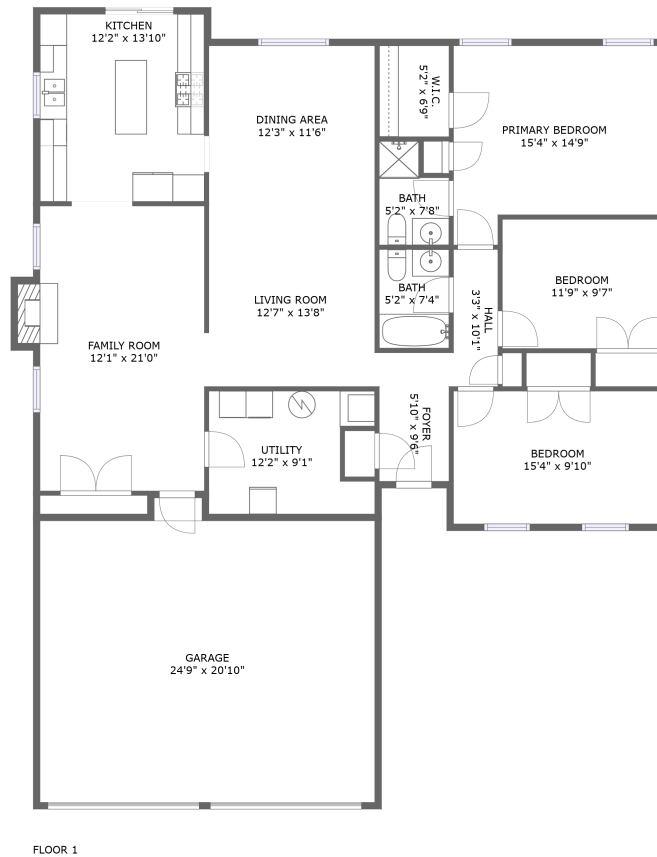 KITCHEN
12'2" x 13'10"
DINING AREA
12'3" x 11'6"
W.I.C.
5'2" x 6'9"
PRIMARY BEDROOM
15'4" x 14'9"
BATH
5'2" x 7'8"
BATH
5'2" x 7'4"
HALL
3'3" x 10'1"
BEDROOM
11'9" x 9'7"
LIVING ROOM
12'7" x 13'8"
FAMILY ROOM
12'1" x 21'0"
UTILITY
12'2" x 9'1"
FOYER
5'10" x 9'6"
BEDROOM
15'4" x 9'10"
GARAGE
24'9" x 20'10"
FLOOR 1